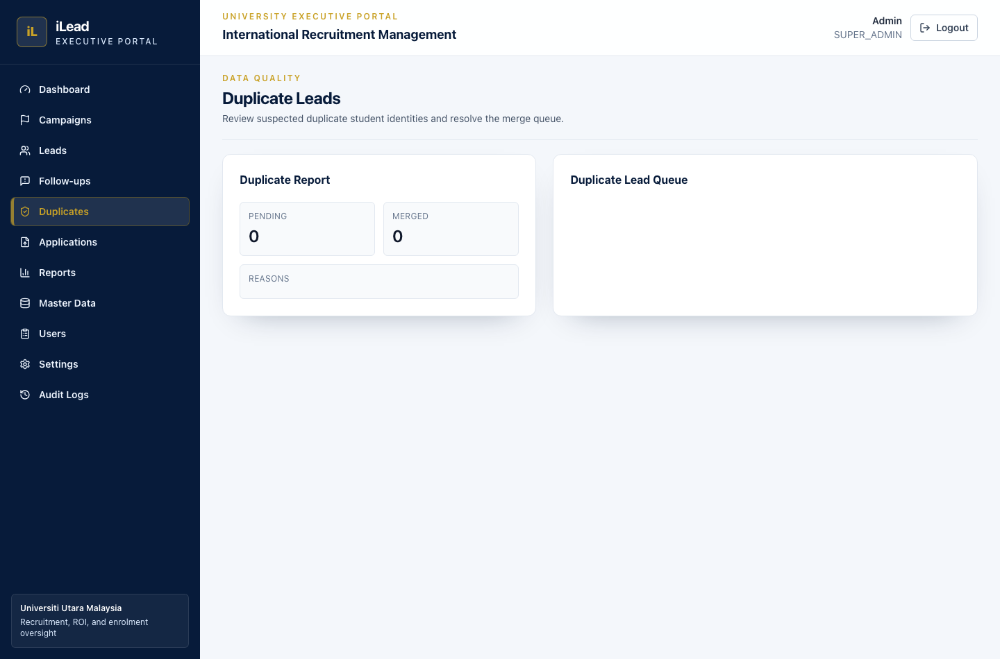 iL
iLead
EXECUTIVE PORTAL
Dashboard
Campaigns
Leads
Follow-ups
Duplicates
Applications
Reports
Master Data
Users
Settings
Audit Logs
Universiti Utara Malaysia
Recruitment, ROI, and enrolment
oversight
UNIVERSITY EXECUTIVE PORTAL
International Recruitment Management
Admin
SUPER_ADMIN
Logout
DATA QUALITY
Duplicate Leads
Review suspected duplicate student identities and resolve the merge queue.
Duplicate Report
PENDING
0
MERGED
0
REASONS
Duplicate Lead Queue